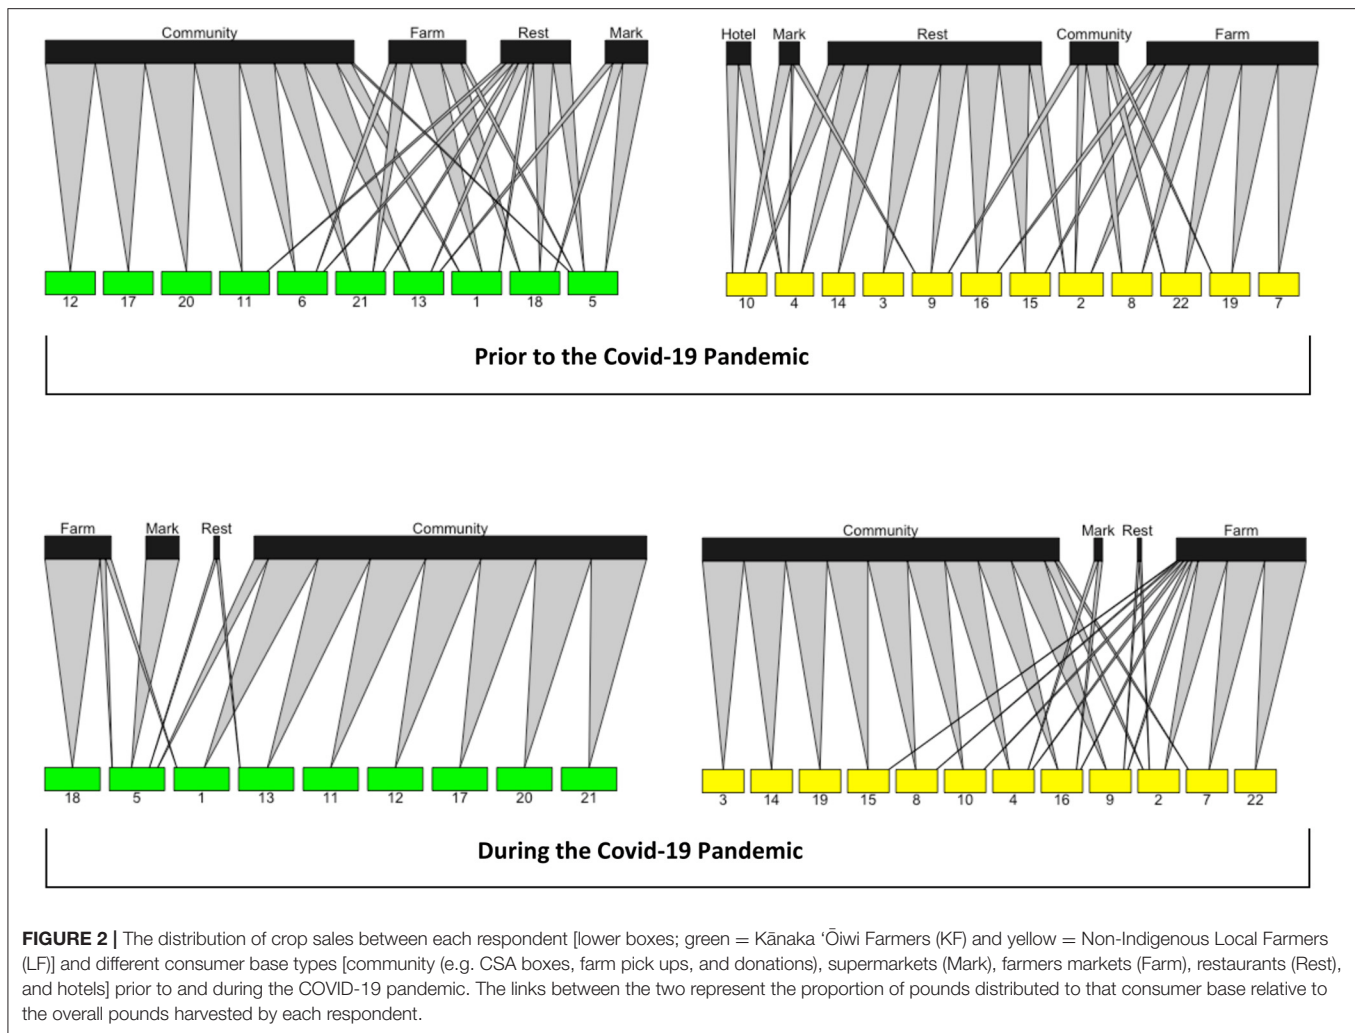 Community Farm Rest Mark
Hotel Mark Rest Community Farm
12 17 20 11 6 21 13 1 18 5
10 4 14 3 9 16 15 2 8 22 19 7
Prior to the Covid-19 Pandemic
Farm Mark Rest Community
Community Mark Rest Farm
18 5 1 13 11 12 17 20 21
3 14 19 15 8 10 4 16 9 2 7 22
During the Covid-19 Pandemic
FIGURE 2 | The distribution of crop sales between each respondent [lower boxes; green = Kānaka ‘Ōiwi Farmers (KF) and yellow = Non-Indigenous Local Farmers
(LF)] and different consumer base types [community (e.g. CSA boxes, farm pick ups, and donations), supermarkets (Mark), farmers markets (Farm), restaurants (Rest),
and hotels] prior to and during the COVID-19 pandemic. The links between the two represent the proportion of pounds distributed to that consumer base relative to
the overall pounds harvested by each respondent.